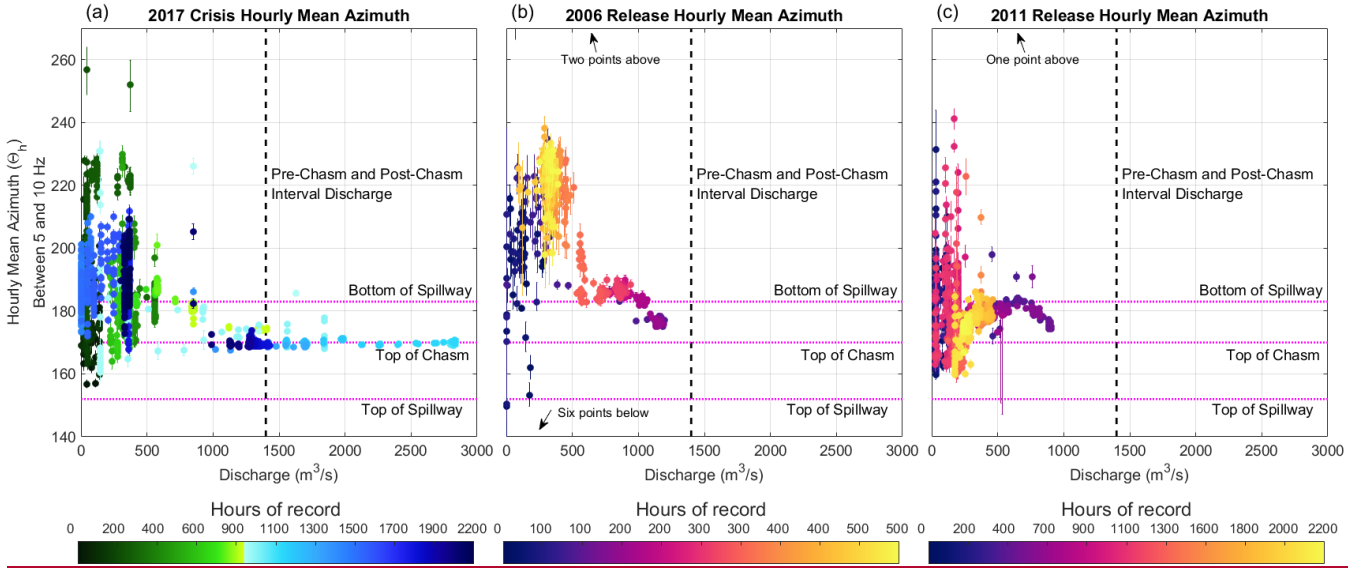 (a) 2017 Crisis Hourly Mean Azimuth
(b) 2006 Release Hourly Mean Azimuth
(c) 2011 Release Hourly Mean Azimuth
Hourly Mean Azimuth (Θh)
Between 5 and 10 Hz
260
240
220
200
180
160
140
Pre-Chasm and Post-Chasm
Interval Discharge
Bottom of Spillway
Top of Chasm
Top of Spillway
0 500 1000 1500 2000 2500 3000
Discharge (m3/s)
Two points above
Pre-Chasm and Post-Chasm
Interval Discharge
Bottom of Spillway
Top of Chasm
Six points below
Top of Spillway
0 500 1000 1500 2000 2500 3000
Discharge (m3/s)
One point above
Pre-Chasm and Post-Chasm
Interval Discharge
Bottom of Spillway
Top of Chasm
Top of Spillway
0 500 1000 1500 2000 2500 3000
Discharge (m3/s)
Hours of record
0 200 400 600 900 1100 1300 1500 1700 1900 2200
Hours of record
0 100 100 200 200 300 300 400 400 500
Hours of record
0 200 400 700 900 1100 1300 1500 1800 2000 2200